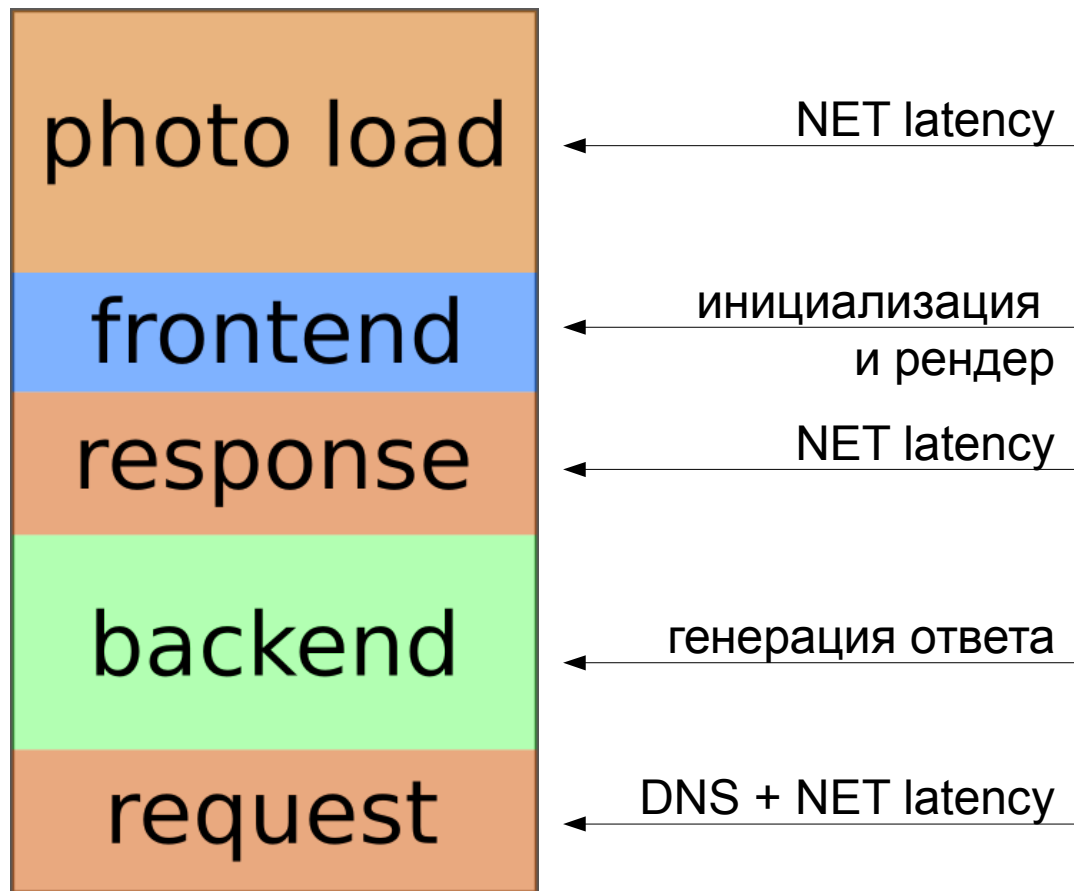 photo load
NET latency
frontend
инициализация
и рендер
response
NET latency
backend
генерация ответа
request
DNS + NET latency